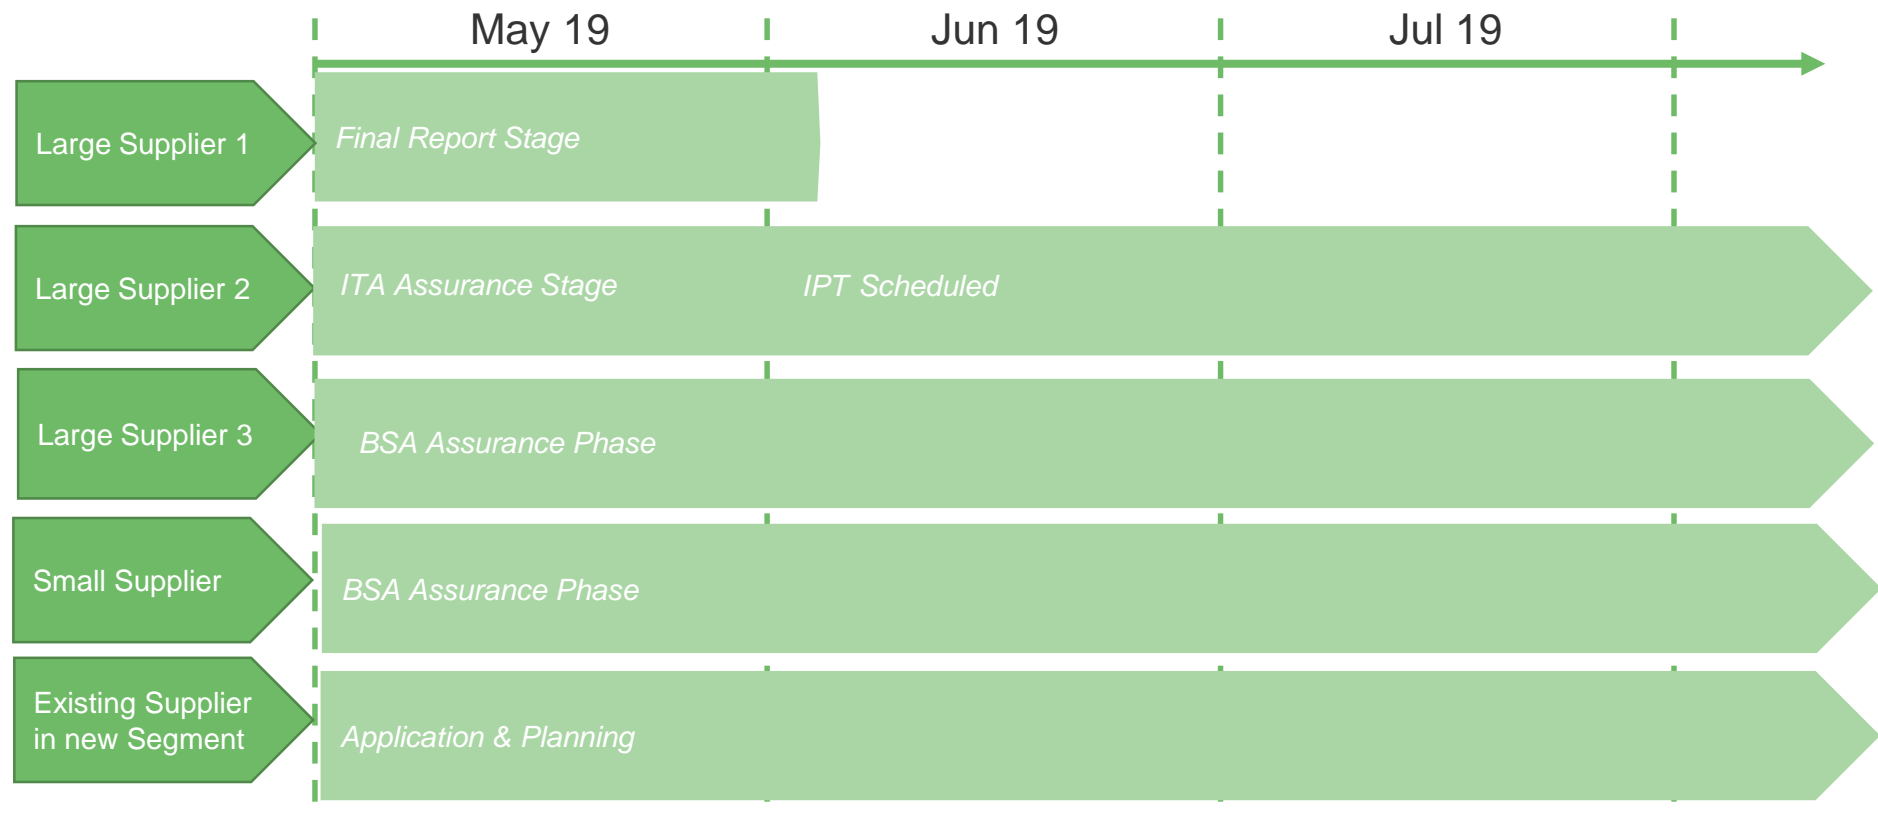 May 19
Jun 19
Jul 19
Large Supplier 1
Final Report Stage
Large Supplier 2
ITA Assurance Stage
IPT Scheduled
Large Supplier 3
BSA Assurance Phase
Small Supplier
BSA Assurance Phase
Existing Supplier
in new Segment
Application & Planning